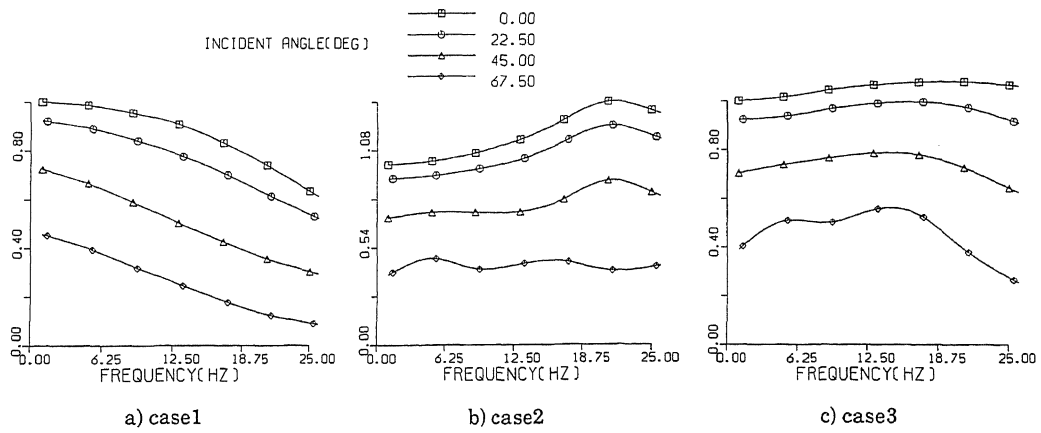 INCIDENT ANGLE(DEG)
0.00
22.50
45.00
67.50
0.80
0.40
0.00
0.00 6.25 12.50 18.75 25.00
FREQUENCY(HZ)
a) case1
1.08
0.54
0.00
0.00 6.25 12.50 18.75 25.00
FREQUENCY(HZ)
b) case2
0.80
0.40
0.00
0.00 6.25 12.50 18.75 25.00
FREQUENCY(HZ)
c) case3